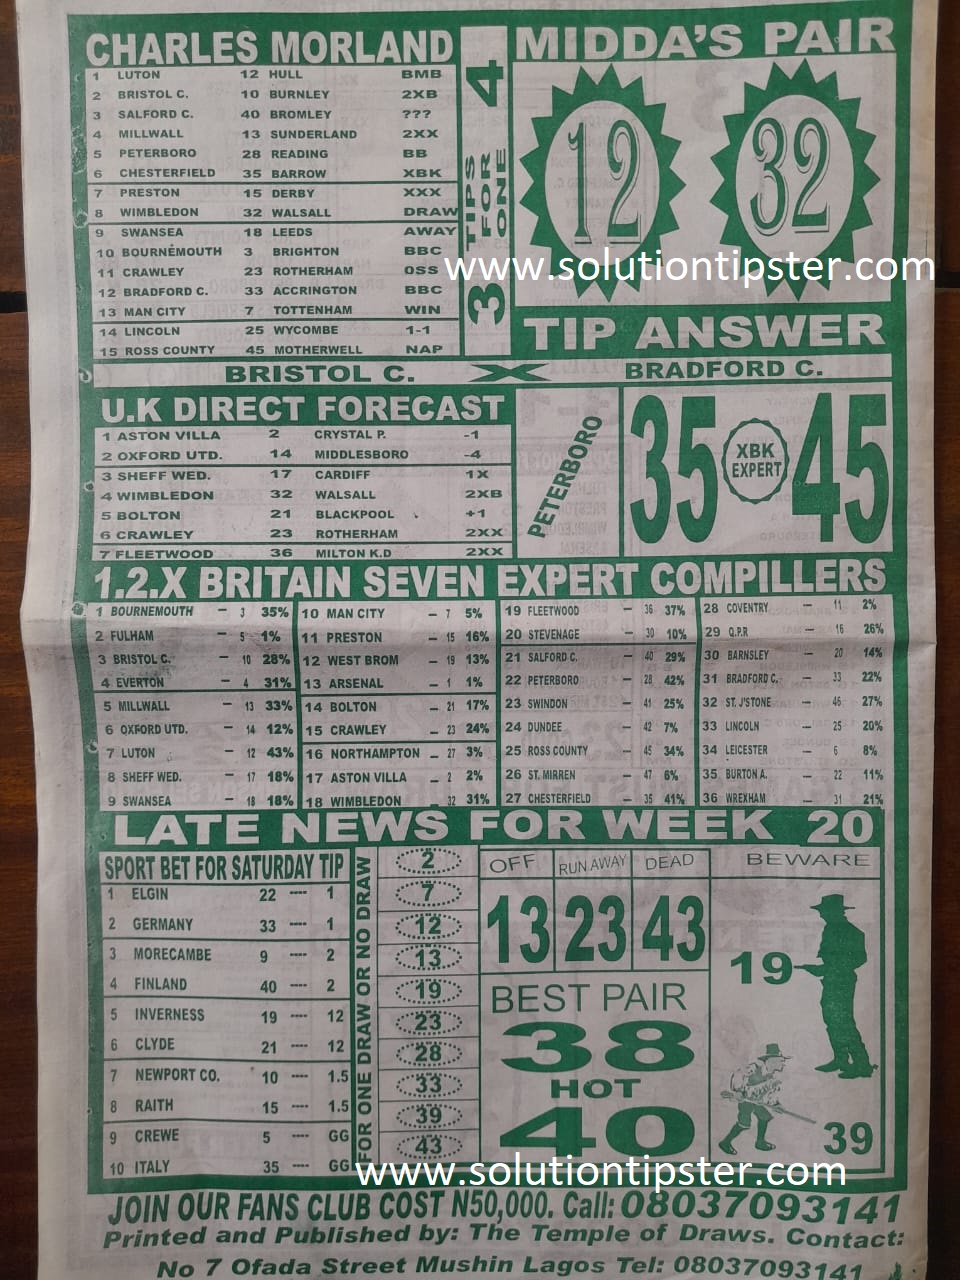 CHARLES MORLAND
1 LUTON 12 HULL BMB
2 BRISTOL C. 10 BURNLEY 2XB
3 SALFORD C. 40 BROMLEY ???
4 MILLWALL 13 SUNDERLAND 2XX
5 PETERBORO 28 READING BB
6 CHESTERFIELD 35 BARROW XBK
7 PRESTON 15 DERBY XXX
8 WIMBLEDON 32 WALSALL DRAW
9 SWANSEA 18 LEEDS AWAY
10 BOURNEMOUTH 3 BRIGHTON BBC
11 CRAWLEY 23 ROTHERHAM 0SS
12 BRADFORD C. 33 ACCRINGTON BBC
13 MAN CITY 7 TOTTENHAM WIN
14 LINCOLN 25 WYCOMBE 1-1
15 ROSS COUNTY 45 MOTHERWELL NAP
3 TIPS FOR ONE 4
MIDDA'S PAIR
12 32
www.solutiontipster.com
TIP ANSWER
BRISTOL C. X BRADFORD C.
U.K DIRECT FORECAST
1 ASTON VILLA 2 CRYSTAL P. -1
2 OXFORD UTD. 14 MIDDLESBORO -4
3 SHEFF WED. 17 CARDIFF 1X
4 WIMBLEDON 32 WALSALL 2XB
5 BOLTON 21 BLACKPOOL +1
6 CRAWLEY 23 ROTHERHAM 2XX
7 FLEETWOOD 36 MILTON K.D 2XX
PETERBORO
35 XBK EXPERT 45
1.2.X BRITAIN SEVEN EXPERT COMPILLERS
1 BOURNEMOUTH - 3 35%
2 FULHAM - 5 1%
3 BRISTOL C. - 10 28%
4 EVERTON - 4 31%
5 MILLWALL - 13 33%
6 OXFORD UTD. - 14 12%
7 LUTON - 12 43%
8 SHEFF WED. - 17 18%
9 SWANSEA - 18 18%
10 MAN CITY - 7 5%
11 PRESTON - 15 16%
12 WEST BROM - 19 13%
13 ARSENAL - 1 1%
14 BOLTON - 21 17%
15 CRAWLEY - 23 24%
16 NORTHAMPTON - 27 3%
17 ASTON VILLA - 2 2%
18 WIMBLEDON - 32 31%
19 FLEETWOOD - 36 37%
20 STEVENAGE - 30 10%
21 SALFORD C. - 40 29%
22 PETERBORO - 28 42%
23 SWINDON - 41 25%
24 DUNDEE - 42 7%
25 ROSS COUNTY - 45 34%
26 ST. MIRREN - 47 6%
27 CHESTERFIELD - 35 41%
28 COVENTRY - 11 2%
29 Q.P.R - 16 26%
30 BARNSLEY - 20 14%
31 BRADFORD C. - 33 22%
32 ST. J'STONE - 46 27%
33 LINCOLN - 25 20%
34 LEICESTER - 6 8%
35 BURTON A. - 22 11%
36 WREXHAM - 31 21%
LATE NEWS FOR WEEK 20
SPORT BET FOR SATURDAY TIP
1 ELGIN 22 ---- 1
2 GERMANY 33 ---- 1
3 MORECAMBE 9 ---- 2
4 FINLAND 40 ---- 2
5 INVERNESS 19 ---- 12
6 CLYDE 21 ---- 12
7 NEWPORT CO. 10 ---- 1.5
8 RAITH 15 ---- 1.5
9 CREWE 5 ---- GG
10 ITALY 35 ---- GG
FOR ONE DRAW OR NO DRAW
2
7
12
13
19
23
28
33
39
43
OFF RUN AWAY DEAD
13 23 43
BEST PAIR
38
HOT
40
BEWARE
19
39
www.solutiontipster.com
JOIN OUR FANS CLUB COST N50,000. Call: 08037093141
Printed and Published by: The Temple of Draws. Contact:
No 7 Ofada Street Mushin Lagos Tel: 08037093141